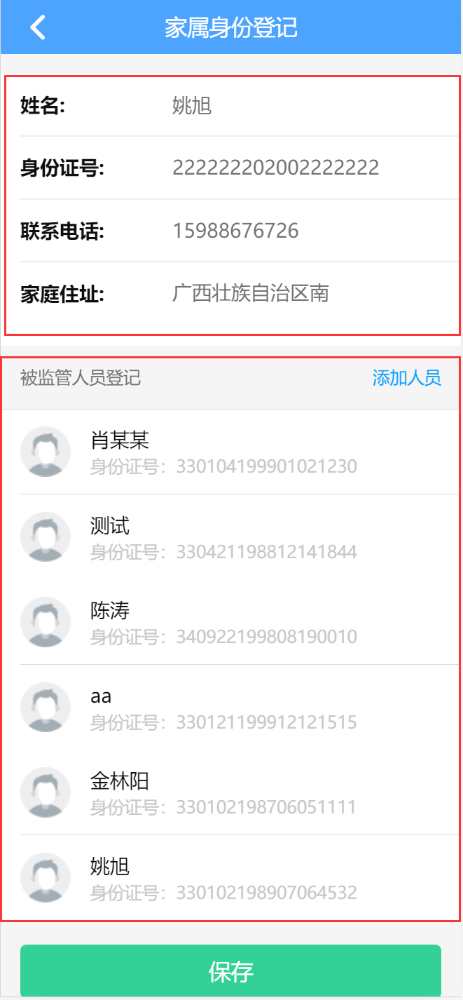 家属身份登记
姓名: 姚旭
身份证号: 222222202002222222
联系电话: 15988676726
家庭住址: 广西壮族自治区南
被监管人员登记 添加人员
肖某某
身份证号：330104199901021230
测试
身份证号：330421198812141844
陈涛
身份证号：340922199808190010
aa
身份证号：330121199912121515
金林阳
身份证号：330102198706051111
姚旭
身份证号：330102198907064532
保存